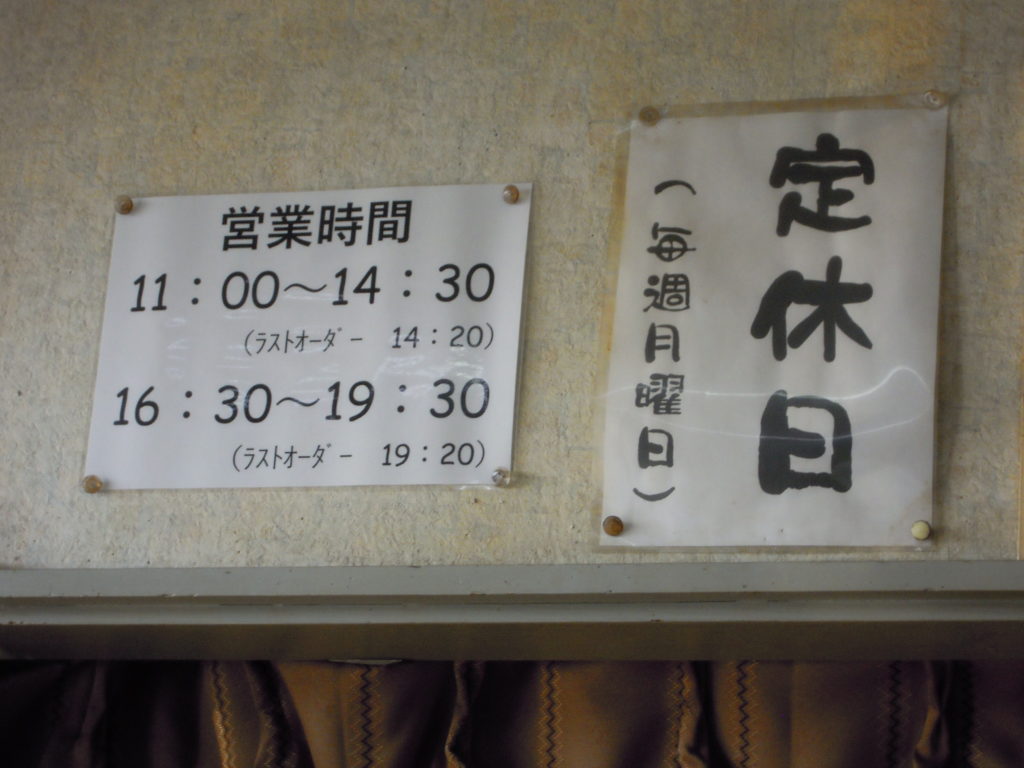 営業時間
11：00～14：30
(ﾗｽﾄｵｰﾀﾞｰ 14：20)
16：30～19：30
(ﾗｽﾄｵｰﾀﾞｰ 19：20)
定休日
（毎週月曜日）